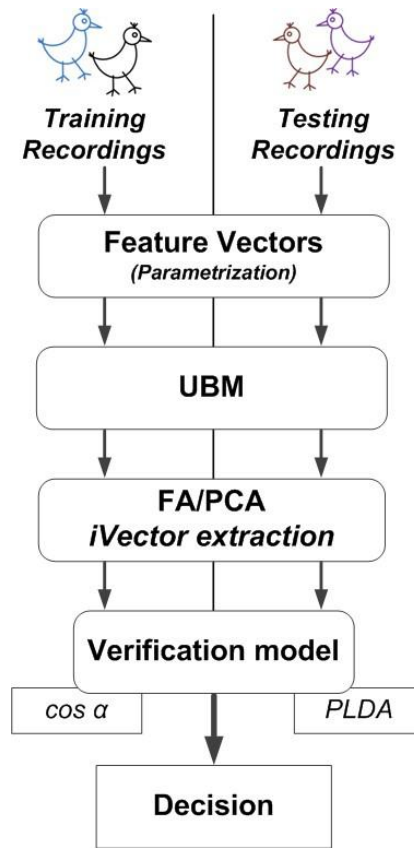 Training
Recordings
Testing
Recordings
Feature Vectors
(Parametrization)
UBM
FA/PCA
iVector extraction
Verification model
cos α
PLDA
Decision